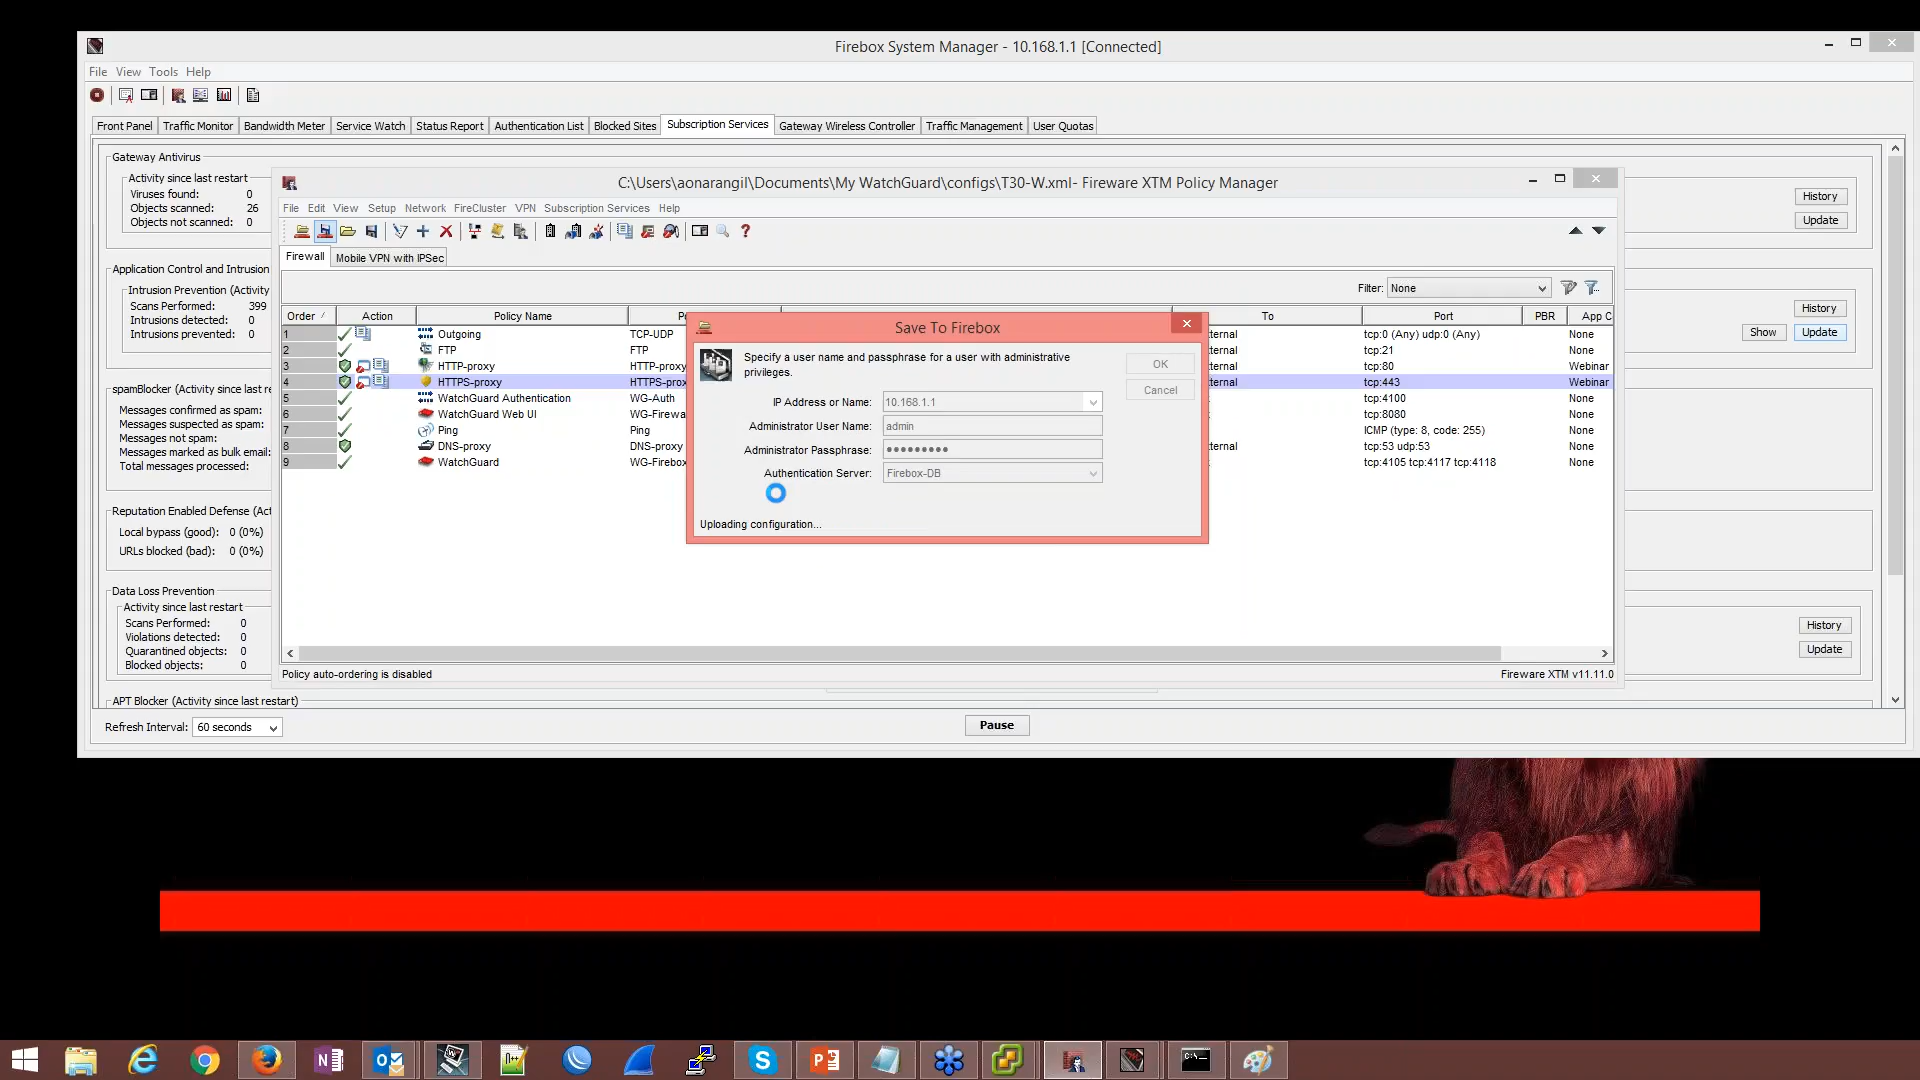 Firebox System Manager - 10.168.1.1 [Connected]
File View Tools Help
Front Panel Traffic Monitor Bandwidth Meter Service Watch Status Report Authentication List Blocked Sites Subscription Services Gateway Wireless Controller Traffic Management User Quotas
Gateway Antivirus
Activity since last restart
Viruses found: 0
Objects scanned: 26
Objects not scanned: 0
History
Update
Application Control and Intrusion
Intrusion Prevention (Activity
Scans Performed: 399
Intrusions detected: 0
Intrusions prevented: 0
History
Show Update
spamBlocker (Activity since last re
Messages confirmed as spam:
Messages suspected as spam:
Messages not spam:
Messages marked as bulk email:
Total messages processed:
Reputation Enabled Defense (Act
Local bypass (good): 0 (0%)
URLs blocked (bad): 0 (0%)
Data Loss Prevention
Activity since last restart
Scans Performed: 0
Violations detected: 0
Quarantined objects: 0
Blocked objects: 0
History
Update
APT Blocker (Activity since last restart)
Refresh Interval: 60 seconds
Pause
C:\Users\aonarangil\Documents\My WatchGuard\configs\T30-W.xml- Fireware XTM Policy Manager
File Edit View Setup Network FireCluster VPN Subscription Services Help
Firewall Mobile VPN with IPSec
Filter: None
Order Action Policy Name To Port PBR App C
1 Outgoing TCP-UDP ternal tcp:0 (Any) udp:0 (Any) None
2 FTP FTP ternal tcp:21 None
3 HTTP-proxy HTTP-proxy ternal tcp:80 Webinar
4 HTTPS-proxy HTTPS-prox ternal tcp:443 Webinar
5 WatchGuard Authentication WG-Auth tcp:4100 None
6 WatchGuard Web UI WG-Firewa tcp:8080 None
7 Ping Ping ICMP (type: 8, code: 255) None
8 DNS-proxy DNS-proxy ternal tcp:53 udp:53 None
9 WatchGuard WG-Firebox tcp:4105 tcp:4117 tcp:4118 None
Policy auto-ordering is disabled
Fireware XTM v11.11.0
Save To Firebox
Specify a user name and passphrase for a user with administrative
privileges.
OK
Cancel
IP Address or Name: 10.168.1.1
Administrator User Name: admin
Administrator Passphrase: •••••••••
Authentication Server: Firebox-DB
Uploading configuration...